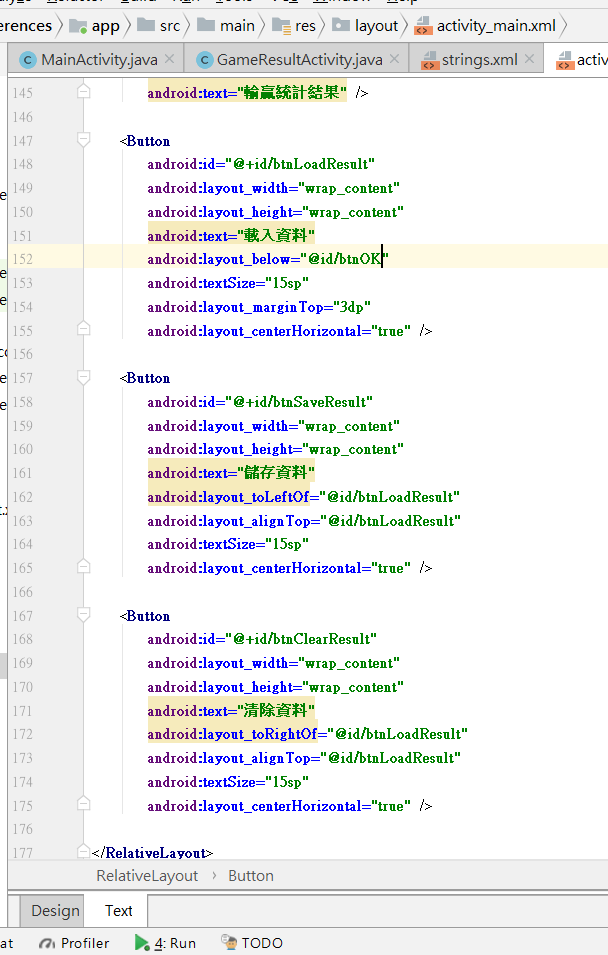 erences app src main res layout activity_main.xml
MainActivity.java GameResultActivity.java strings.xml activ
145 android:text="輸贏統計結果" />
146
147 <Button
148 android:id="@+id/btnLoadResult"
149 android:layout_width="wrap_content"
150 android:layout_height="wrap_content"
151 android:text="載入資料"
152 android:layout_below="@id/btnOK"
153 android:textSize="15sp"
154 android:layout_marginTop="3dp"
155 android:layout_centerHorizontal="true" />
156
157 <Button
158 android:id="@+id/btnSaveResult"
159 android:layout_width="wrap_content"
160 android:layout_height="wrap_content"
161 android:text="儲存資料"
162 android:layout_toLeftOf="@id/btnLoadResult"
163 android:layout_alignTop="@id/btnLoadResult"
164 android:textSize="15sp"
165 android:layout_centerHorizontal="true" />
166
167 <Button
168 android:id="@+id/btnClearResult"
169 android:layout_width="wrap_content"
170 android:layout_height="wrap_content"
171 android:text="清除資料"
172 android:layout_toRightOf="@id/btnLoadResult"
173 android:layout_alignTop="@id/btnLoadResult"
174 android:textSize="15sp"
175 android:layout_centerHorizontal="true" />
176
177 </RelativeLayout>
RelativeLayout › Button
Design Text
at Profiler 4: Run TODO